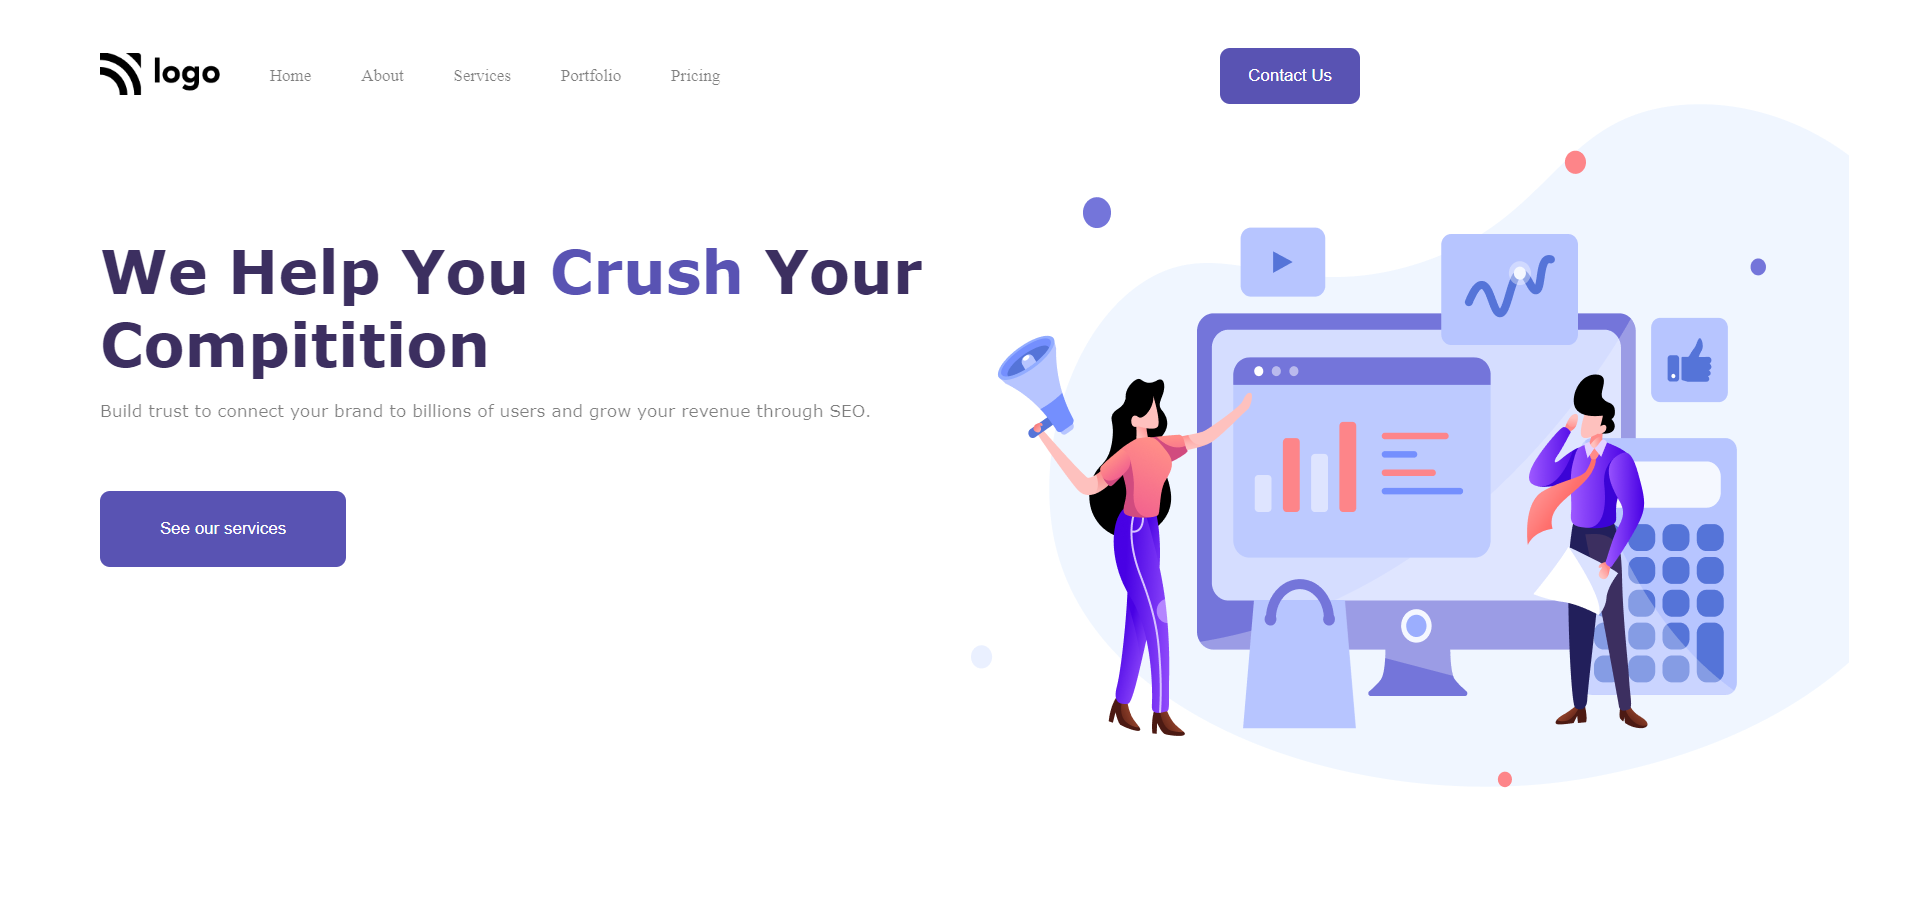 logo Home About Services Portfolio Pricing Contact Us
We Help You Crush Your
Compitition
Build trust to connect your brand to billions of users and grow your revenue through SEO.
See our services